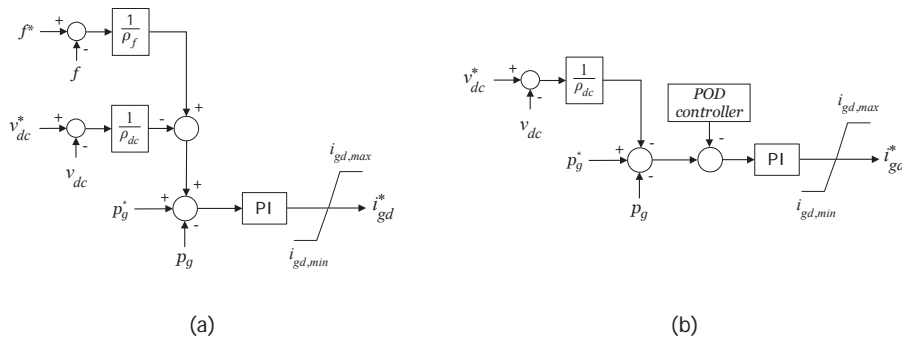 f* + - f
1
ρf
+
v*dc + - vdc
1
ρdc
-
+
p*g + - pg
PI
igd,max
i*gd
igd,min
(a)
v*dc + - vdc
1
ρdc
-
p*g + - pg
POD
controller
-
PI
igd,max
i*gd
igd,min
(b)